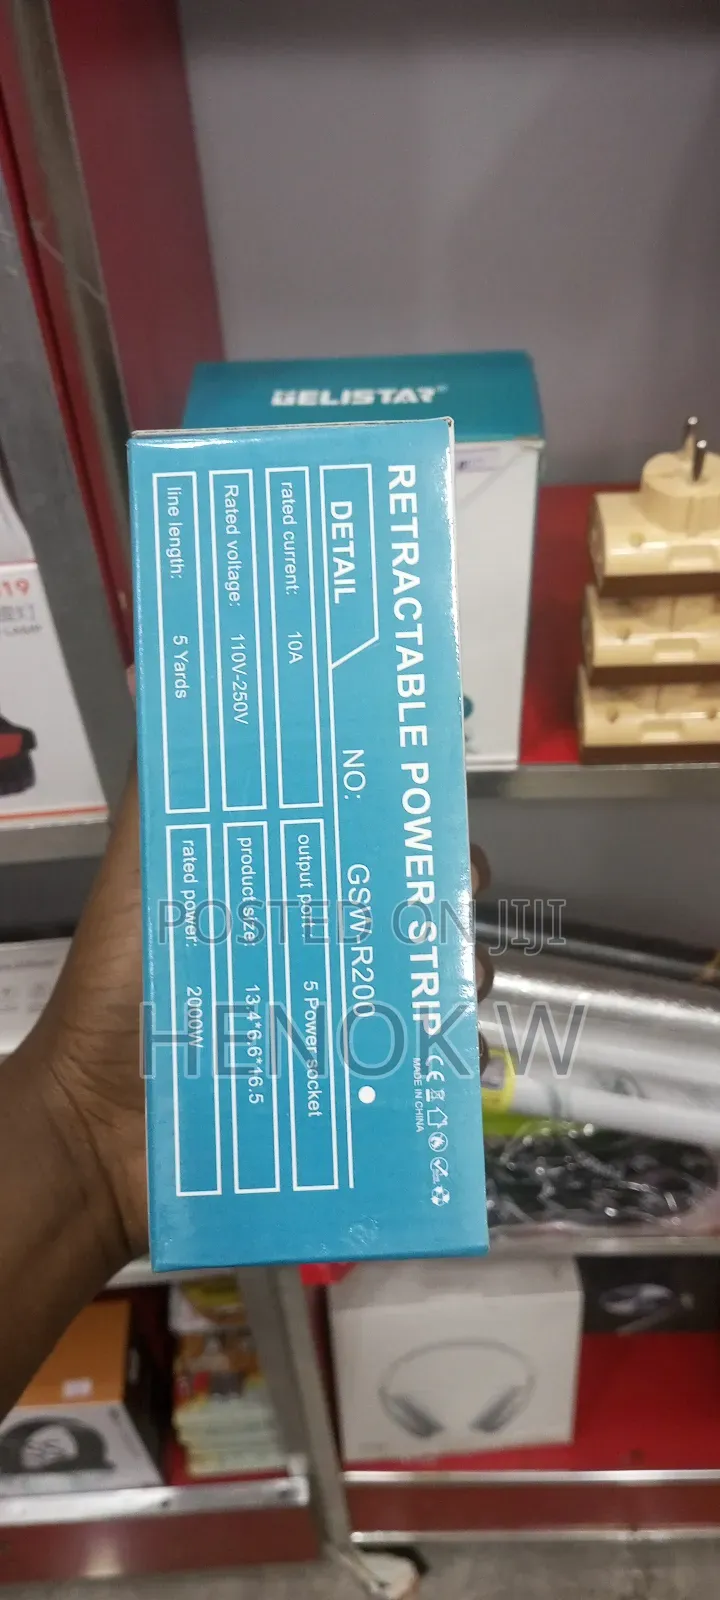 GELISTAR®
RETRACTABLE POWER STRIP
MADE IN CHINA
DETAIL
NO: GSW-R200
rated current: 10A
output port: 5 Power socket
Rated voltage: 110V-250V
product size: 13.4*6.6*16.5
line length: 5 Yards
rated power: 2000W
POSTED ON JIJI
HENOK W
19